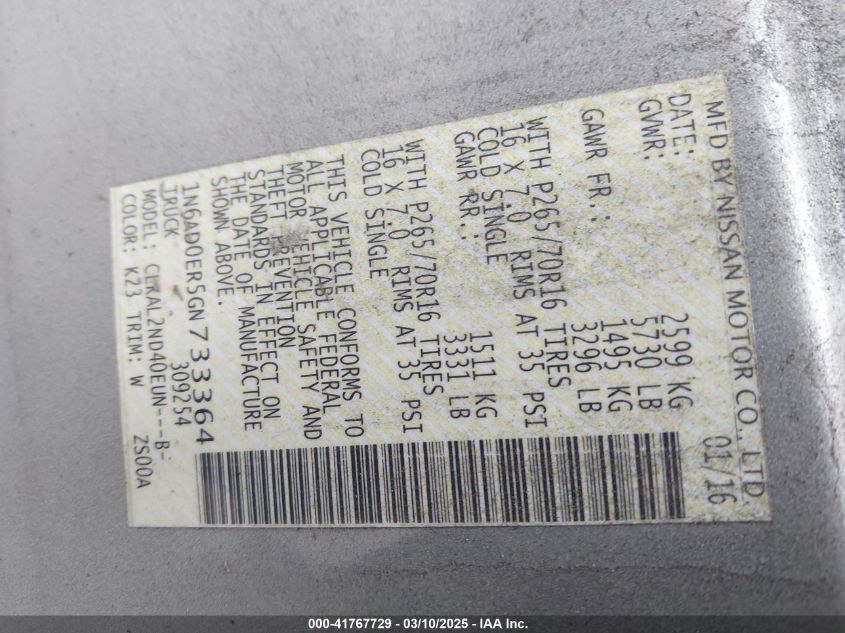 MFD BY NISSAN MOTOR CO., LTD.
DATE: 01/16
GVWR: 2599 KG
5730 LB
GAWR FR.: 1495 KG
3296 LB
WITH P265/70R16 TIRES
16 X 7.0 RIMS AT 35 PSI
COLD SINGLE
GAWR RR.: 1511 KG
3331 LB
WITH P265/70R16 TIRES
16 X 7.0 RIMS AT 35 PSI
COLD SINGLE
THIS VEHICLE CONFORMS TO
ALL APPLICABLE FEDERAL
MOTOR VEHICLE SAFETY AND
THEFT PREVENTION
STANDARDS IN EFFECT ON
THE DATE OF MANUFACTURE
SHOWN ABOVE.
1N6AD0ER5GN733364
TRUCK 309254
MODEL: CLRAL2ND40EUN---B-
COLOR: K23 TRIM: W ZS00A
000-41767729 - 03/10/2025 - IAA Inc.